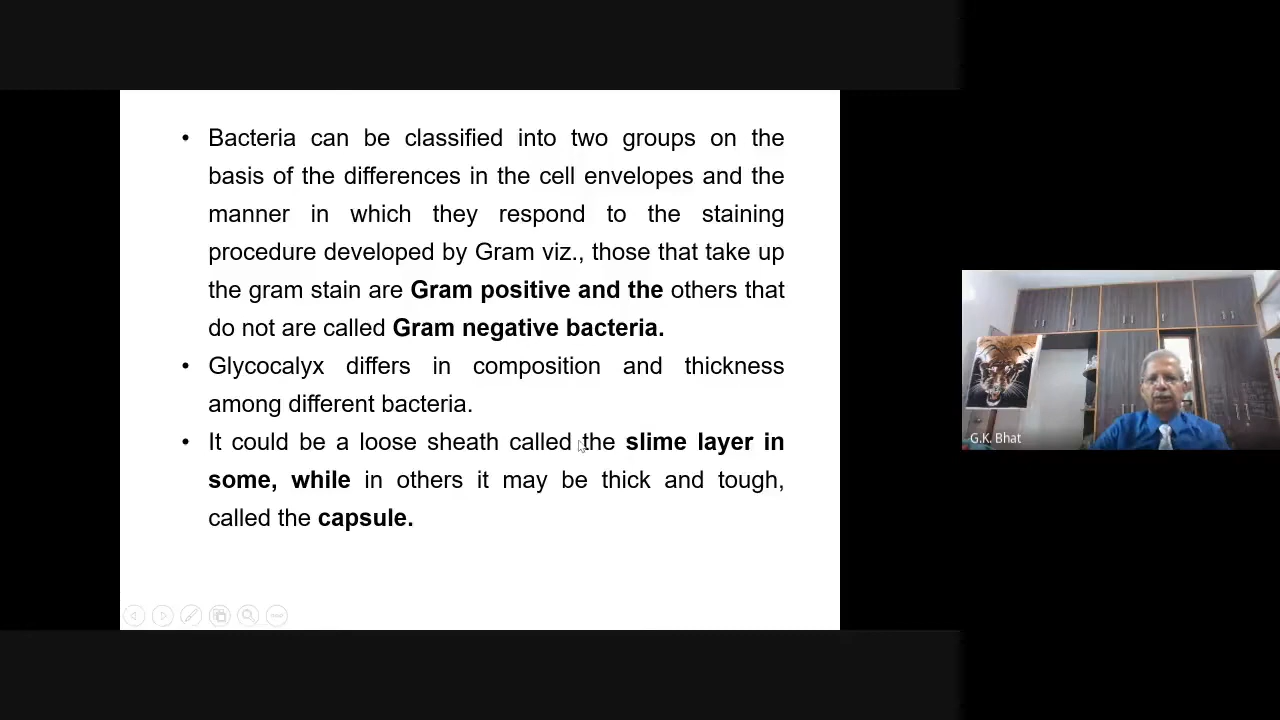 • Bacteria can be classified into two groups on the
basis of the differences in the cell envelopes and the
manner in which they respond to the staining
procedure developed by Gram viz., those that take up
the gram stain are Gram positive and the others that
do not are called Gram negative bacteria.
• Glycocalyx differs in composition and thickness
among different bacteria.
• It could be a loose sheath called the slime layer in
some, while in others it may be thick and tough,
called the capsule.
G.K. Bhat